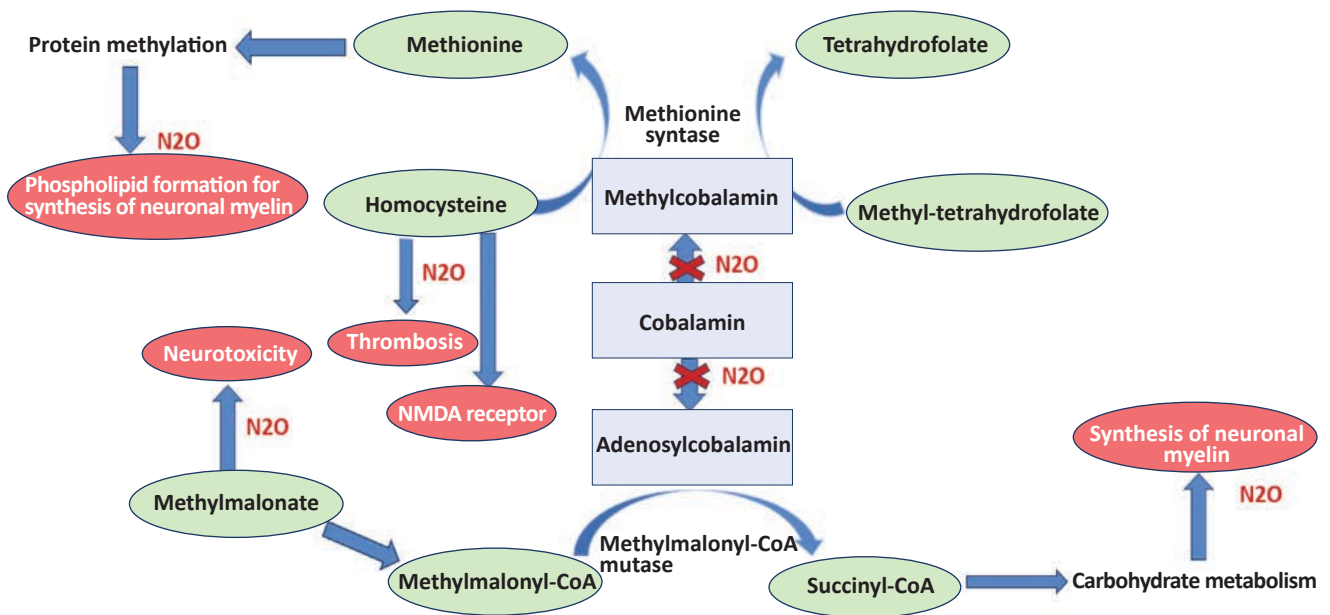 Protein methylation
Methionine
Tetrahydrofolate
Methionine
syntase
N2O
Phospholipid formation for
synthesis of neuronal myelin
Homocysteine
Methylcobalamin
Methyl-tetrahydrofolate
N2O
N2O
Neurotoxicity
Thrombosis
Cobalamin
N2O
N2O
NMDA receptor
Adenosylcobalamin
Synthesis of neuronal
myelin
N2O
Methylmalonate
Methylmalonyl-CoA
mutase
Methylmalonyl-CoA
Succinyl-CoA
Carbohydrate metabolism